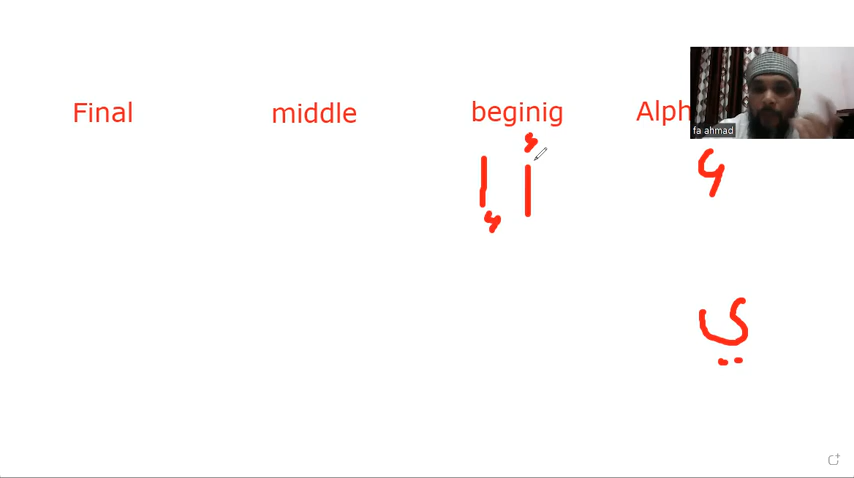 Final middle beginig Alph
fa ahmad
أ إ ء
ي